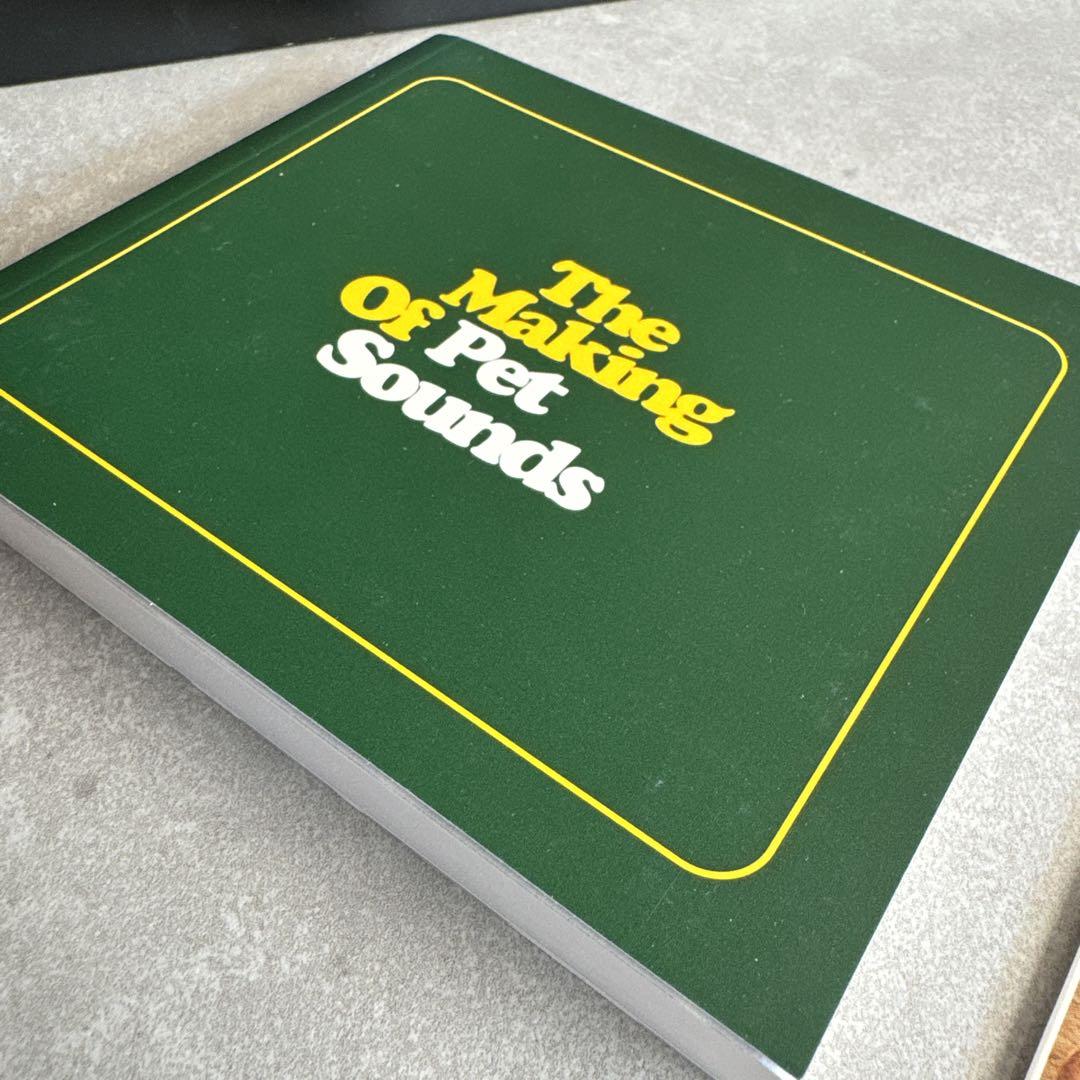 The
Making
Of Pet
Sounds